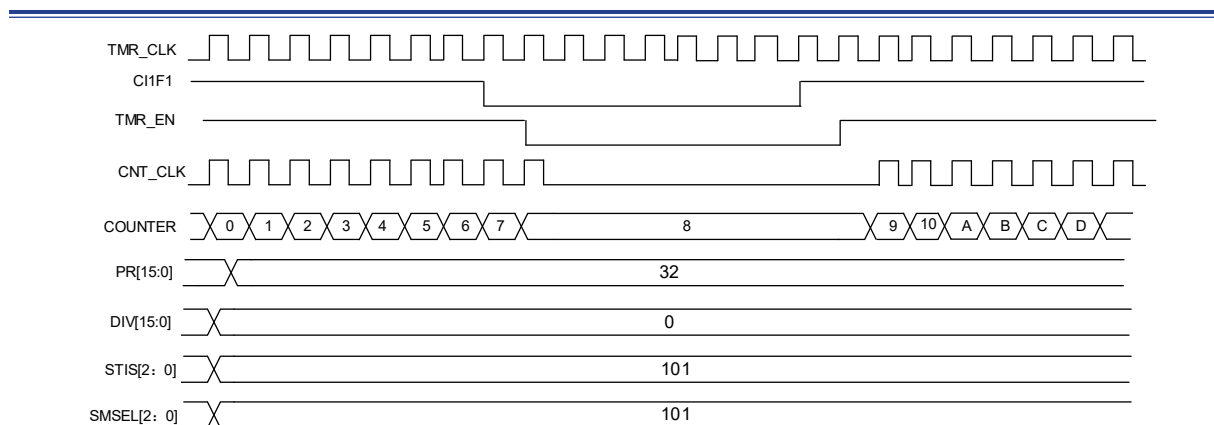 TMR_CLK
CI1F1
TMR_EN
CNT_CLK
COUNTER 0 1 2 3 4 5 6 7 8 9 10 A B C D
PR[15:0] 32
DIV[15:0] 0
STIS[2：0] 101
SMSEL[2：0] 101